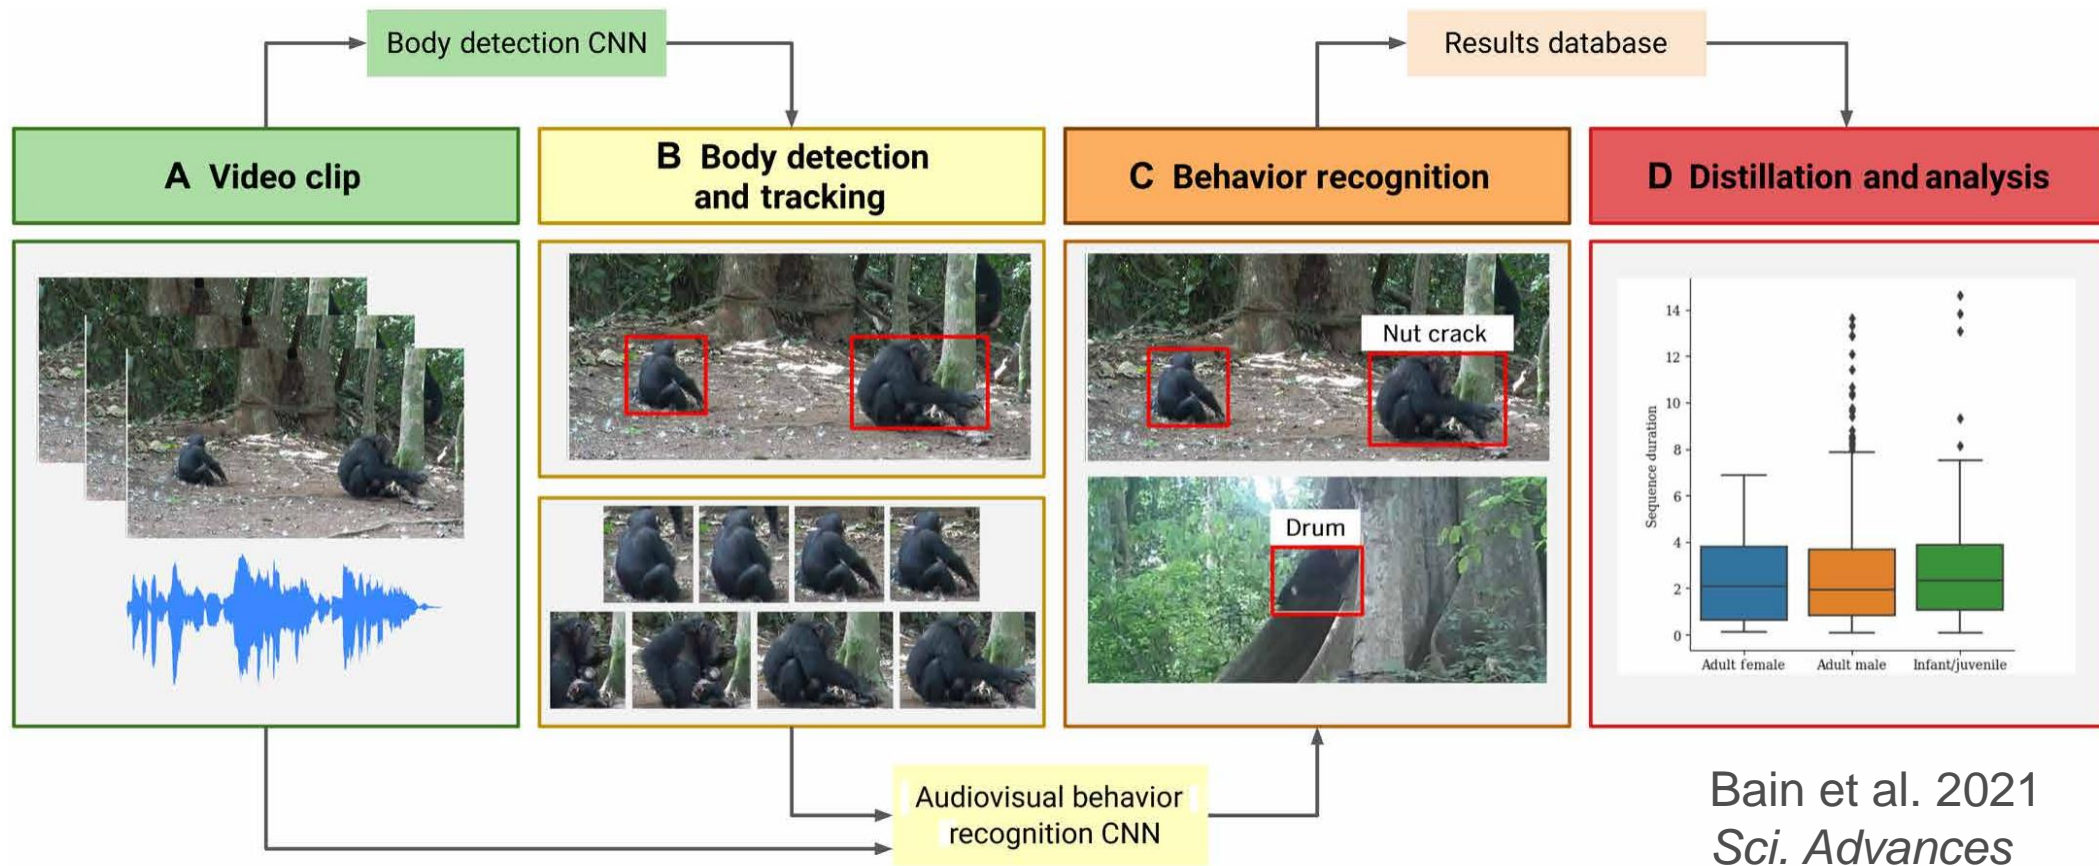 Body detection CNN
Results database
A Video clip
B Body detection
and tracking
C Behavior recognition
D Distillation and analysis
Nut crack
Drum
14
12
10
8
6
4
2
0
Sequence duration
Adult female
Adult male
Infant/juvenile
Audiovisual behavior
recognition CNN
Bain et al. 2021
Sci. Advances